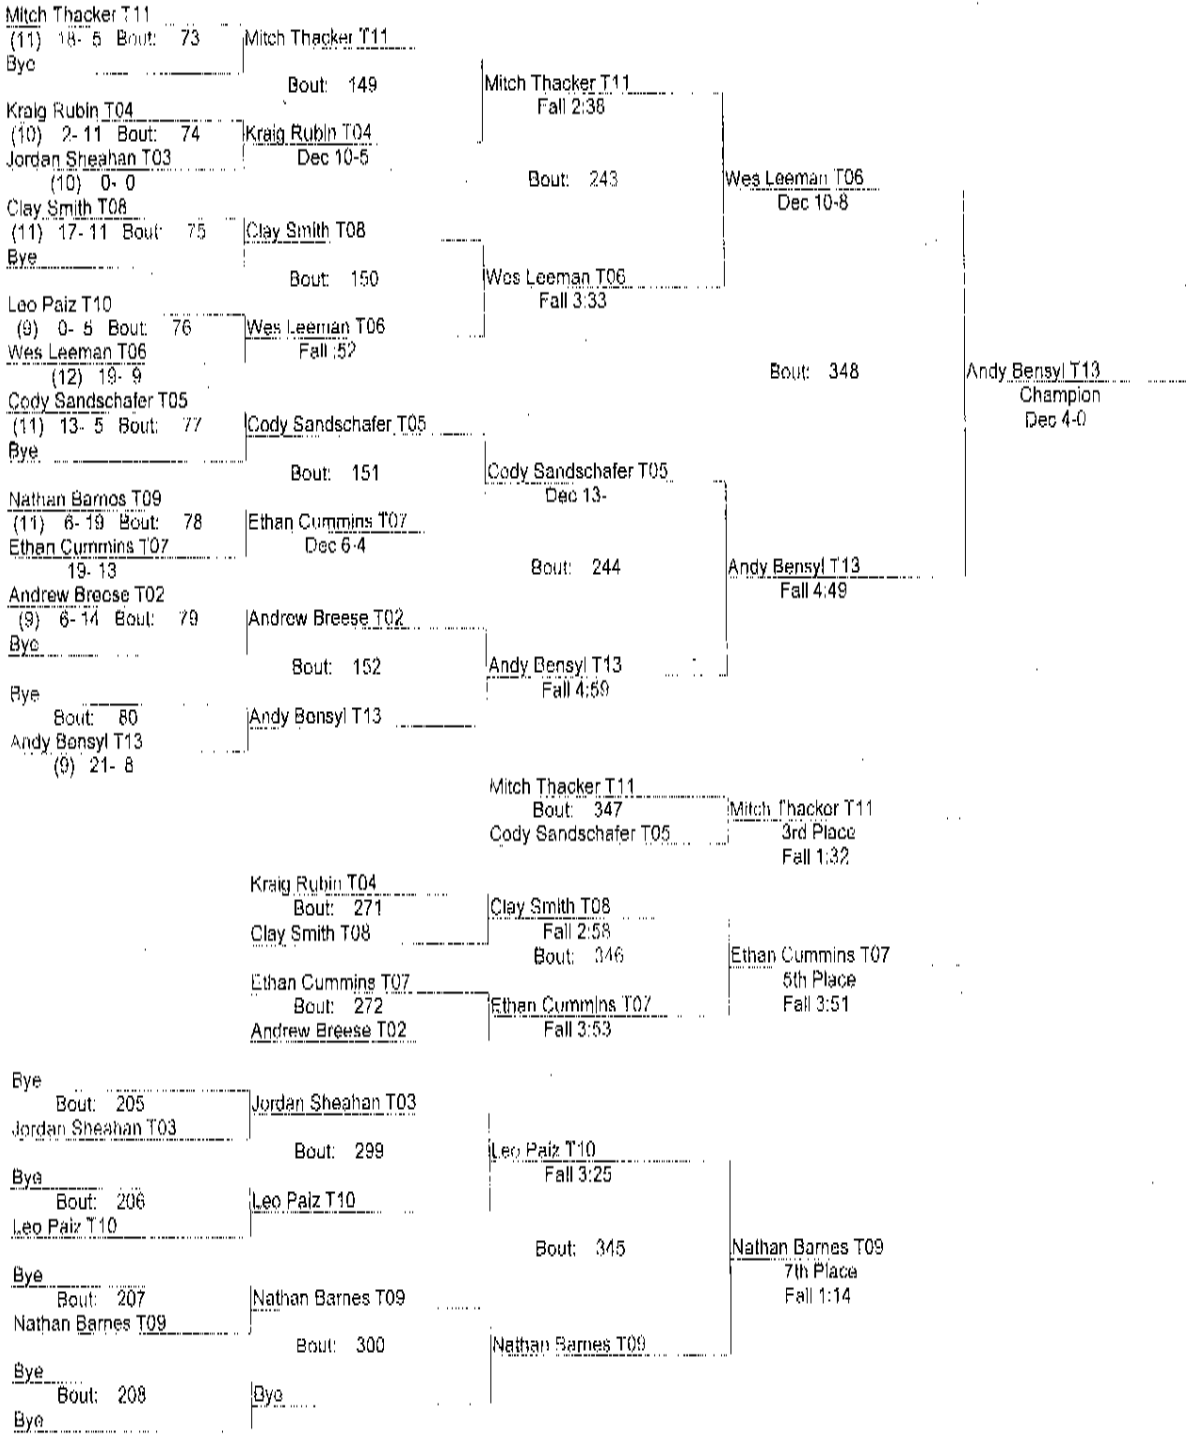 Mitch Thacker T11
(11) 18- 5 Bout: 73 Mitch Thacker T11
Bye
Bout: 149 Mitch Thacker T11
Fall 2:38
Kraig Rubin T04
(10) 2- 11 Bout: 74 Kraig Rubin T04
Jordan Sheahan T03 Dec 10-5
(10) 0- 0
Bout: 243 Wes Leeman T06
Dec 10-8
Clay Smith T08
(11) 17- 11 Bout: 75 Clay Smith T08
Bye
Bout: 150 Wes Leeman T06
Fall 3:33
Leo Paiz T10
(9) 0- 5 Bout: 76 Wes Leeman T06
Wes Leeman T06 Fall :52
(12) 19- 9
Bout: 348 Andy Bensyl T13
Champion
Dec 4-0
Cody Sandschafer T05
(11) 13- 5 Bout: 77 Cody Sandschafer T05
Bye
Bout: 151 Cody Sandschafer T05
Dec 13-
Nathan Barnes T09
(11) 6- 19 Bout: 78 Ethan Cummins T07
Ethan Cummins T07 Dec 6-4
19- 13
Bout: 244 Andy Bensyl T13
Fall 4:49
Andrew Breese T02
(9) 6- 14 Bout: 79 Andrew Breese T02
Bye
Bout: 152 Andy Bensyl T13
Fall 4:59
Bye
Bout: 80 Andy Bensyl T13
Andy Bensyl T13
(9) 21- 8
Mitch Thacker T11
Bout: 347 Mitch Thacker T11
Cody Sandschafer T05 3rd Place
Fall 1:32
Kraig Rubin T04
Bout: 271 Clay Smith T08
Clay Smith T08 Fall 2:58
Bout: 346 Ethan Cummins T07
5th Place
Fall 3:51
Ethan Cummins T07
Bout: 272 Ethan Cummins T07
Andrew Breese T02 Fall 3:53
Bye
Bout: 205 Jordan Sheahan T03
Jordan Sheahan T03
Bout: 299 Leo Paiz T10
Fall 3:25
Bye
Bout: 206 Leo Paiz T10
Leo Paiz T10
Bout: 345 Nathan Barnes T09
7th Place
Fall 1:14
Bye
Bout: 207 Nathan Barnes T09
Nathan Barnes T09
Bout: 300 Nathan Barnes T09
Bye
Bout: 208 Bye
Bye